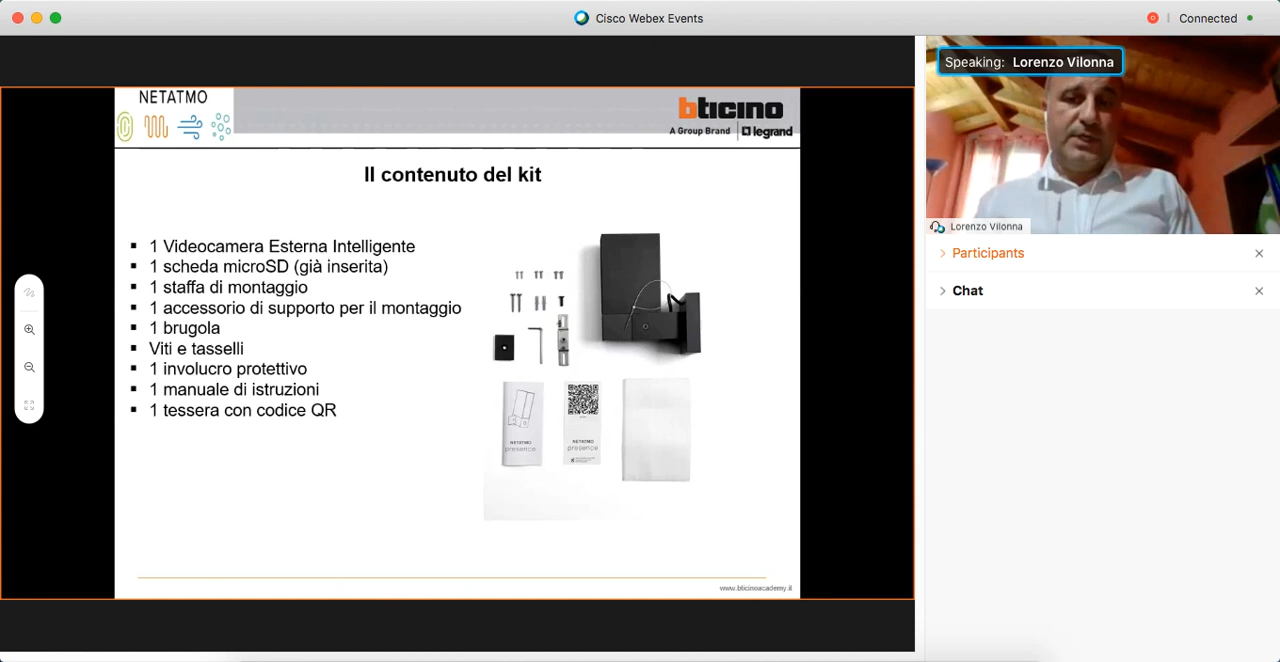 Cisco Webex Events
Connected
NETATMO
bticino
A Group Brand
legrand
Il contenuto del kit
1 Videocamera Esterna Intelligente
1 scheda microSD (già inserita)
1 staffa di montaggio
1 accessorio di supporto per il montaggio
1 brugola
Viti e tasselli
1 involucro protettivo
1 manuale di istruzioni
1 tessera con codice QR
NETATMO
presence
NETATMO
presence
www.bticinoacademy.it
Speaking: Lorenzo Vilonna
Lorenzo Vilonna
Participants
Chat